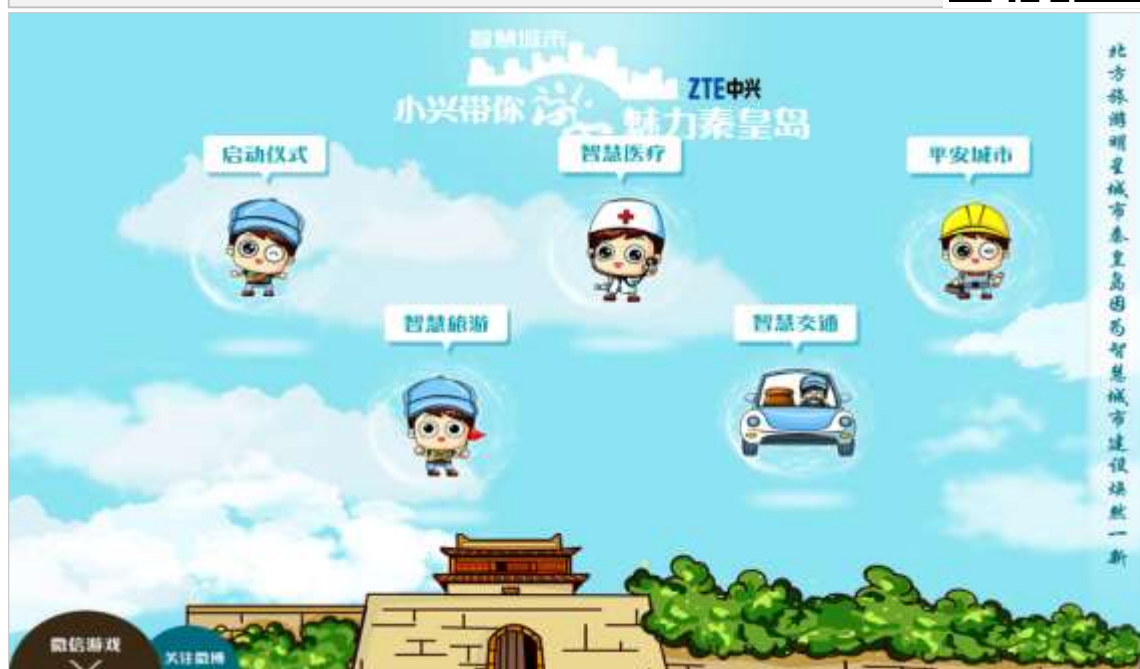 智慧城市
ZTE中兴
小兴带你游魅力秦皇岛
启动仪式
智慧医疗
平安城市
智慧旅游
智慧交通
北方旅游明星城市秦皇岛因为智慧城市建设焕然一新
微信游戏
关注微博